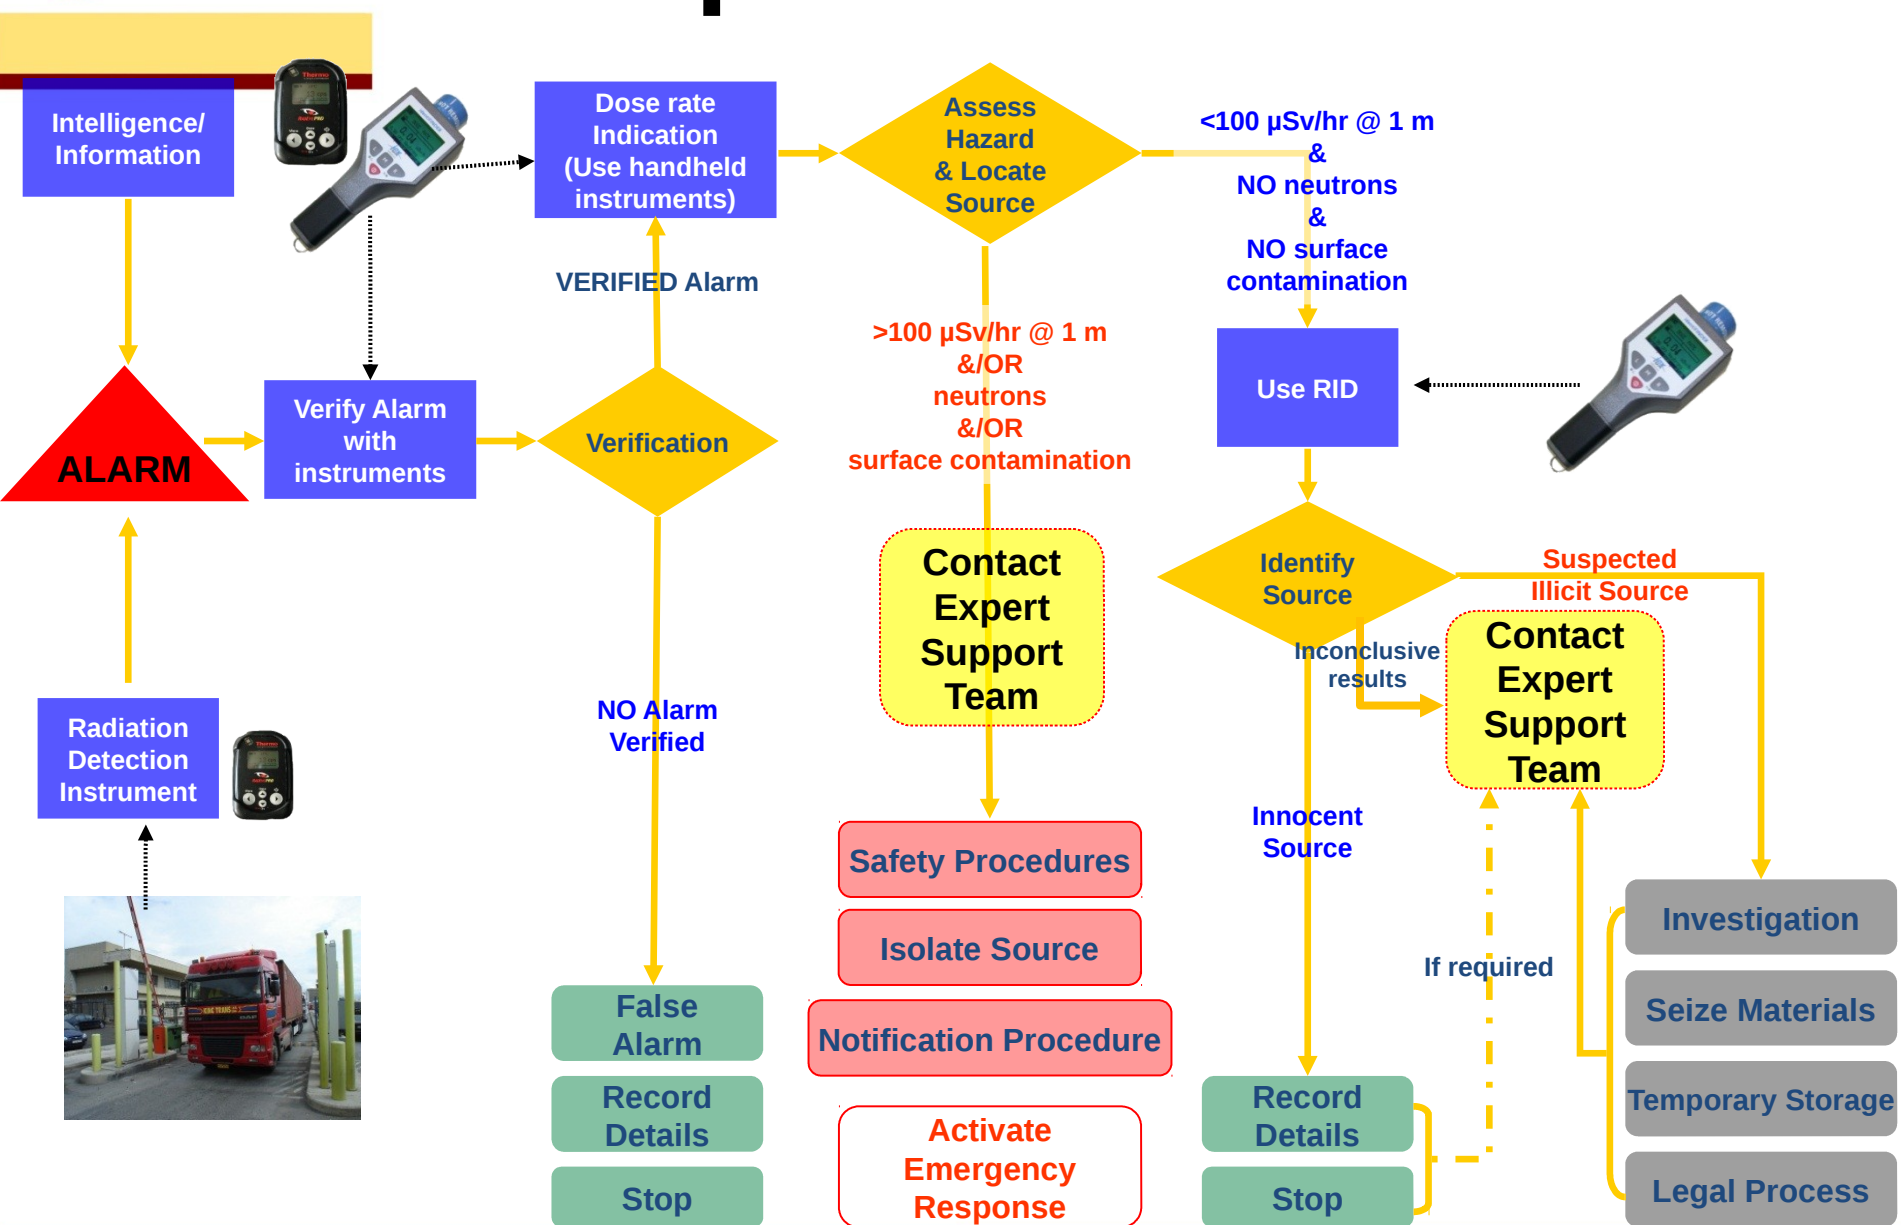 Intelligence/
Information
Dose rate
Indication
(Use handheld
instruments)
Assess
Hazard
& Locate
Source
<100 µSv/hr @ 1 m
&
NO neutrons
&
NO surface
contamination
VERIFIED Alarm
>100 µSv/hr @ 1 m
&/OR
neutrons
&/OR
surface contamination
Use RID
ALARM
Verify Alarm
with
instruments
Verification
Contact
Expert
Support
Team
Identify
Source
Suspected
Illicit Source
Inconclusive
results
Contact
Expert
Support
Team
Radiation
Detection
Instrument
Thermo
NO Alarm
Verified
Innocent
Source
Safety Procedures
Isolate Source
Notification Procedure
Activate
Emergency
Response
If required
Investigation
Seize Materials
Temporary Storage
Legal Process
False
Alarm
Record
Details
Stop
Record
Details
Stop
Thermo
KING TRANS